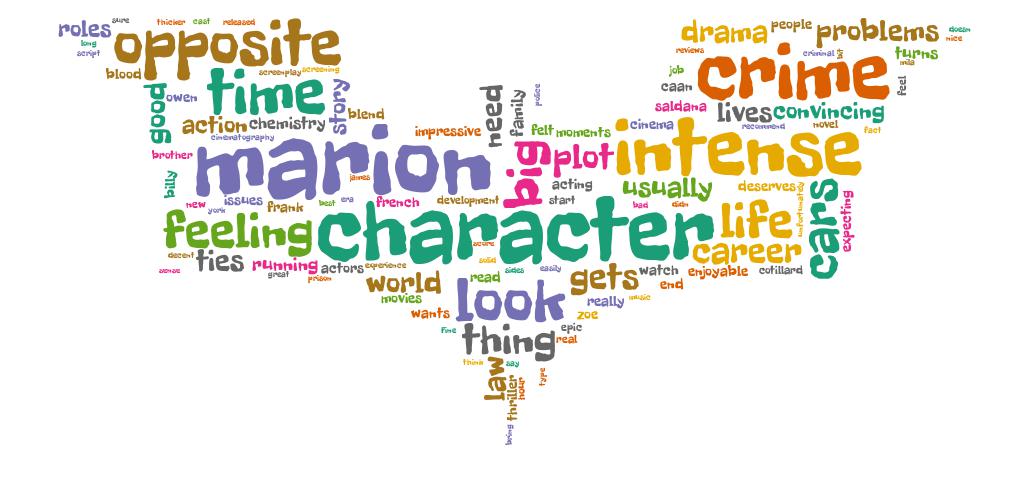 roles sure thicker cast released
long
script
opposite
blood
screenplay screening
good
owen
time
story
blend
action chemistry
cinematography
need
family
police
impressive
felt moments
brother
marion
james
billy
new
york
issues
frank
best
era
french
development
big
plot
acting
start
drama people problems
doesn
nice
reviews
criminal
bit
turns
mila
job
caan
crime
feel
saldana
lives convincing
cinema
recommend
novel
fact
intense
usually
deserves
bad
didn
unfortunately
cars
expecting
feeling
character
score
life
career
decent
sense
ties
running
great
actors
experience
prison
solid
sides
easily
world
read
gets
watch
enjoyable
cotillard
end
movies
look
really
music
wants
zoe
fine
thing
epic
real
think
say
law
thriller
hour
type
bring